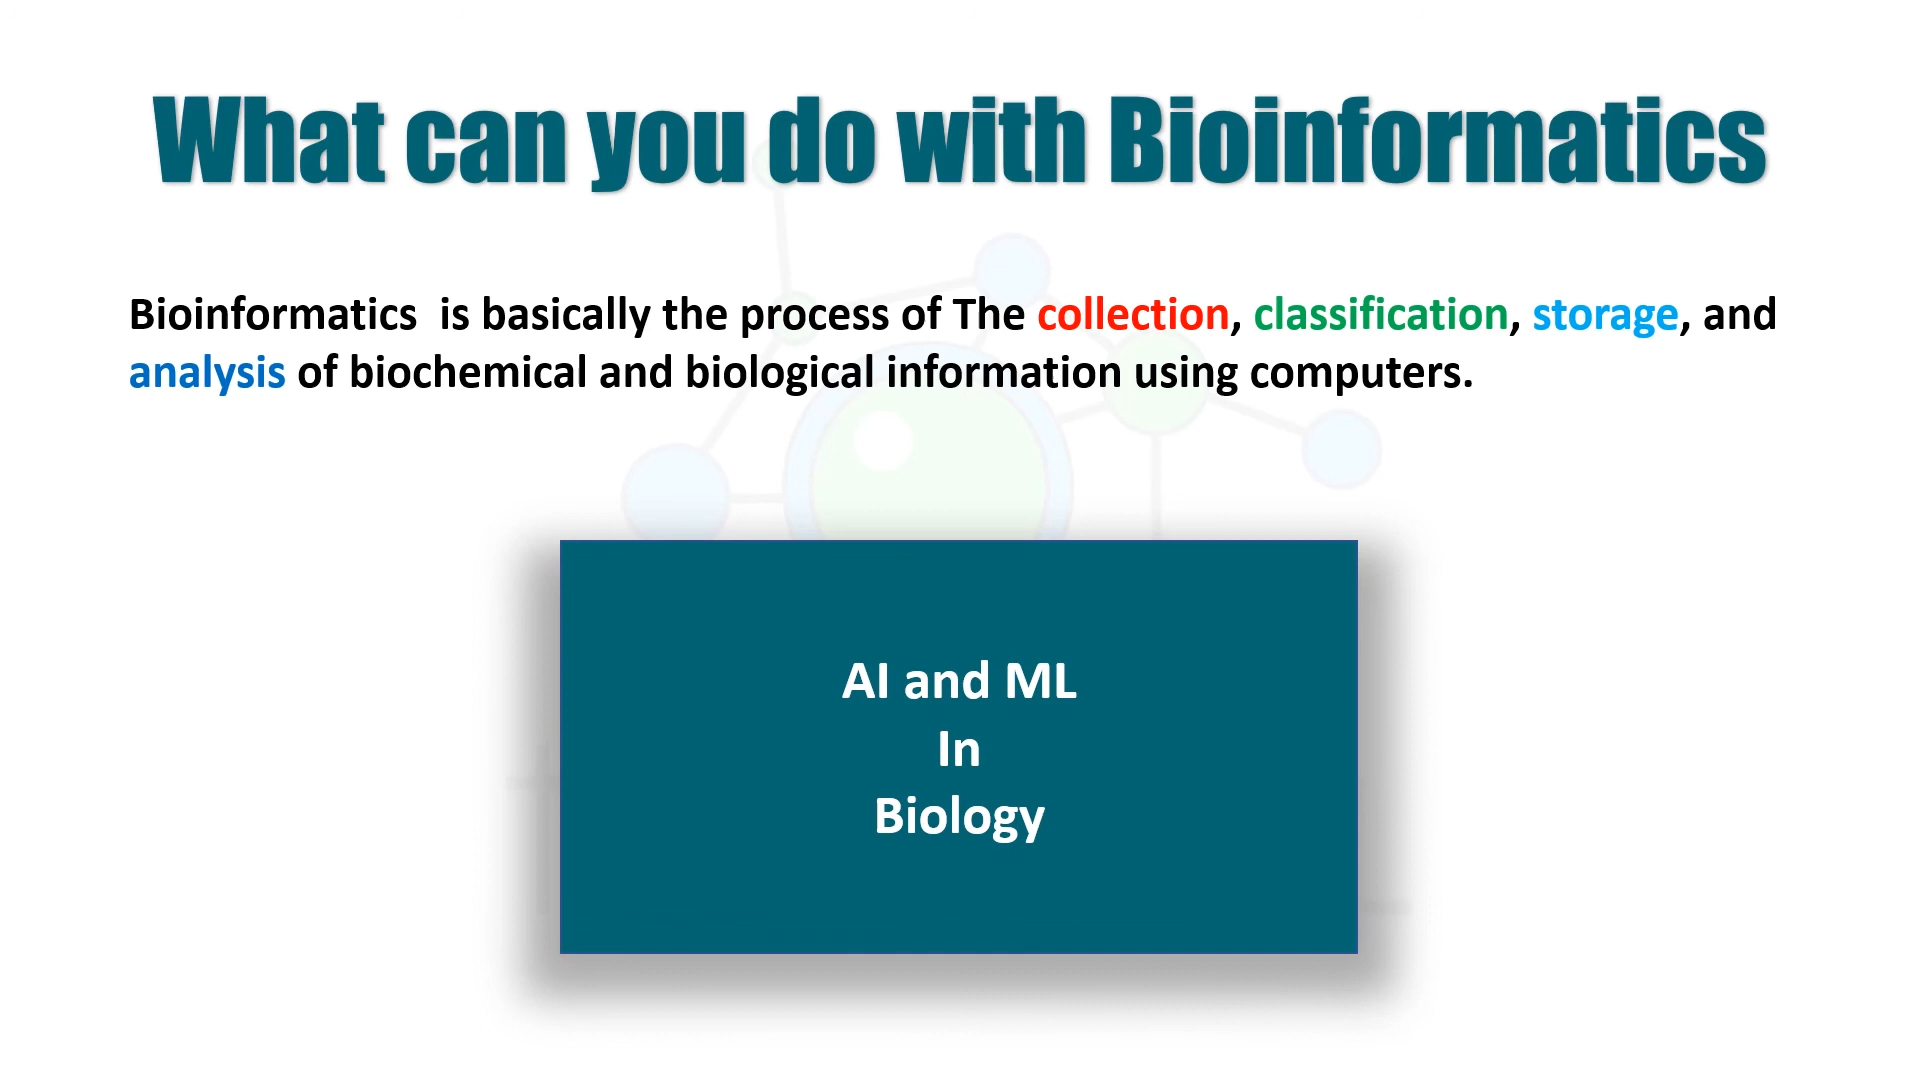 What can you do with Bioinformatics
Bioinformatics  is basically the process of The collection, classification, storage, and
analysis of biochemical and biological information using computers.
AI and ML
In
Biology